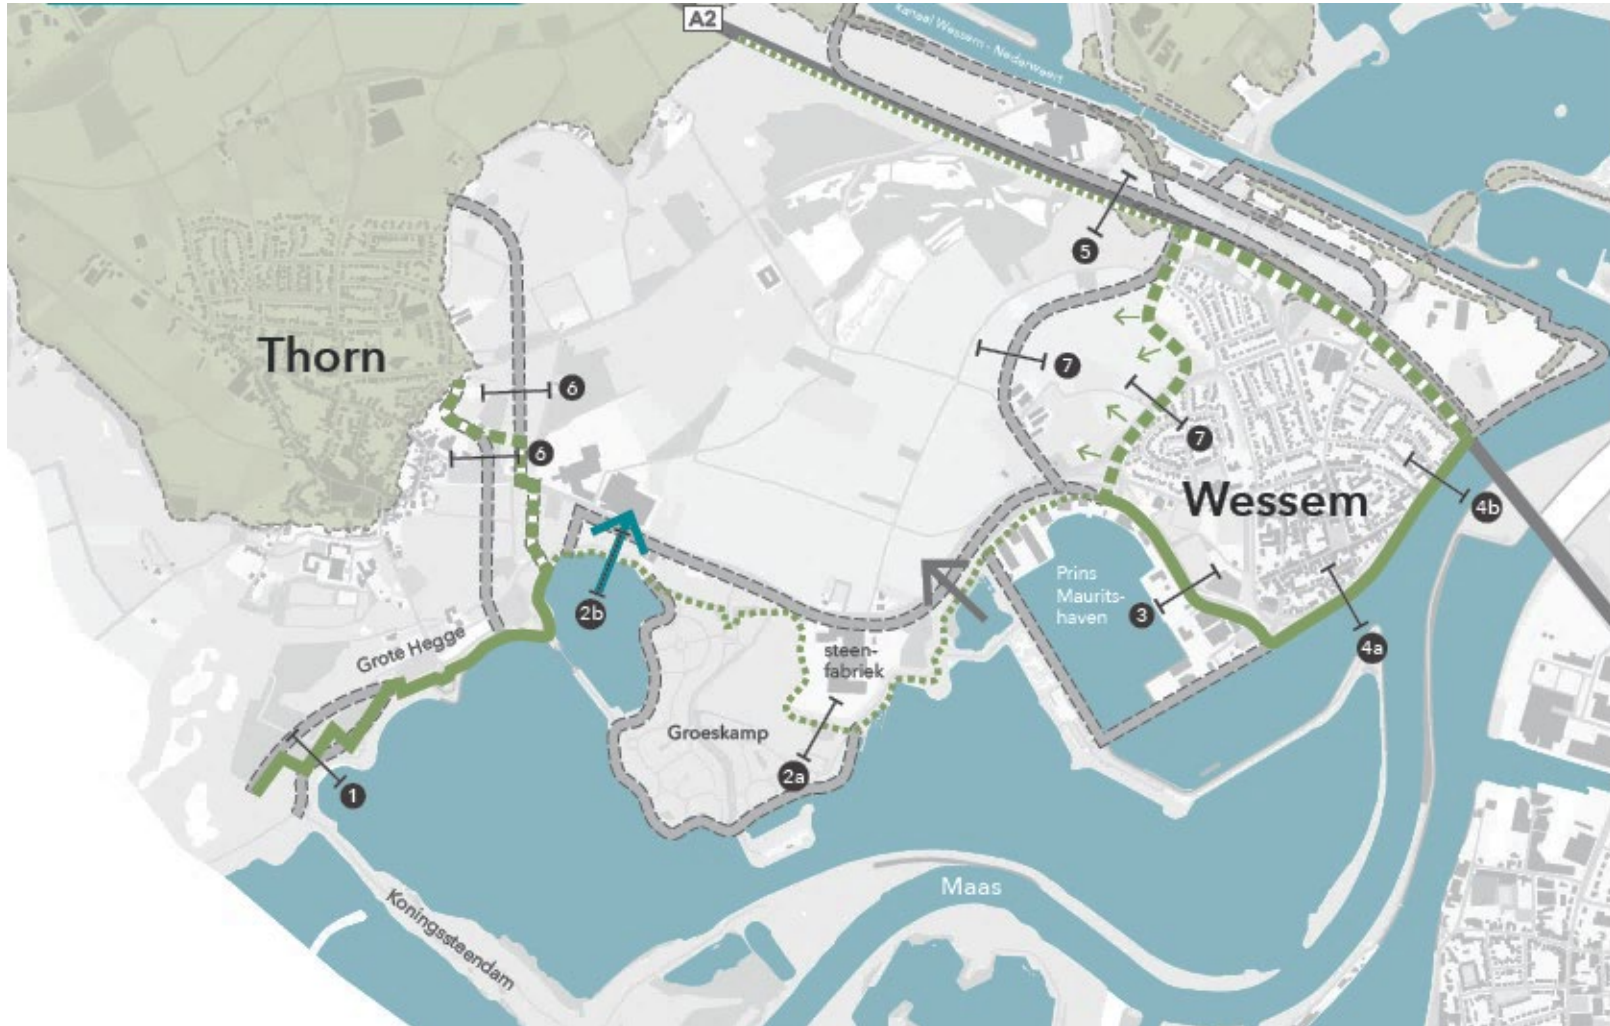 A2
Kanaal Wessem - Nederweert
5
Thorn
6
7
6
7
Wessem
4b
2b
Prins
Maurits-
haven
3
4a
Grote Hegge
steen-
fabriek
Groeskamp
2a
1
Maas
Koningssteendam